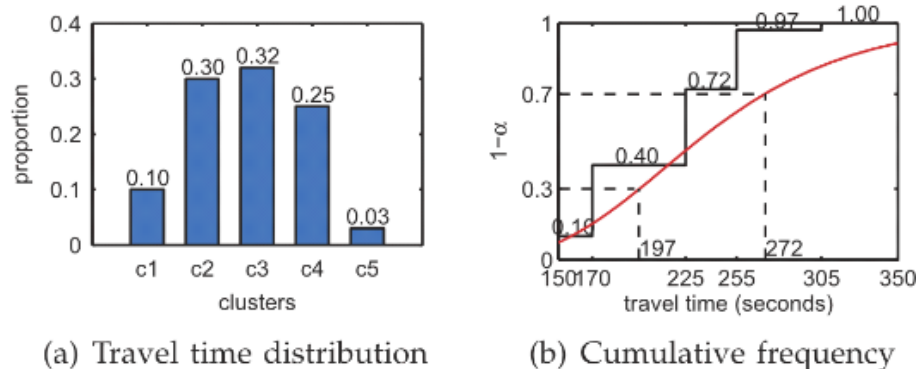 0.4
0.3
0.2
0.1
0
proportion
0.10
0.30
0.32
0.25
0.03
c1 c2 c3 c4 c5
clusters
(a) Travel time distribution
1
0.7
0.3
0
1−α
0.10
0.40
0.72
0.97
1.00
197
272
150 170 225 255 305 350
travel time (seconds)
(b) Cumulative frequency